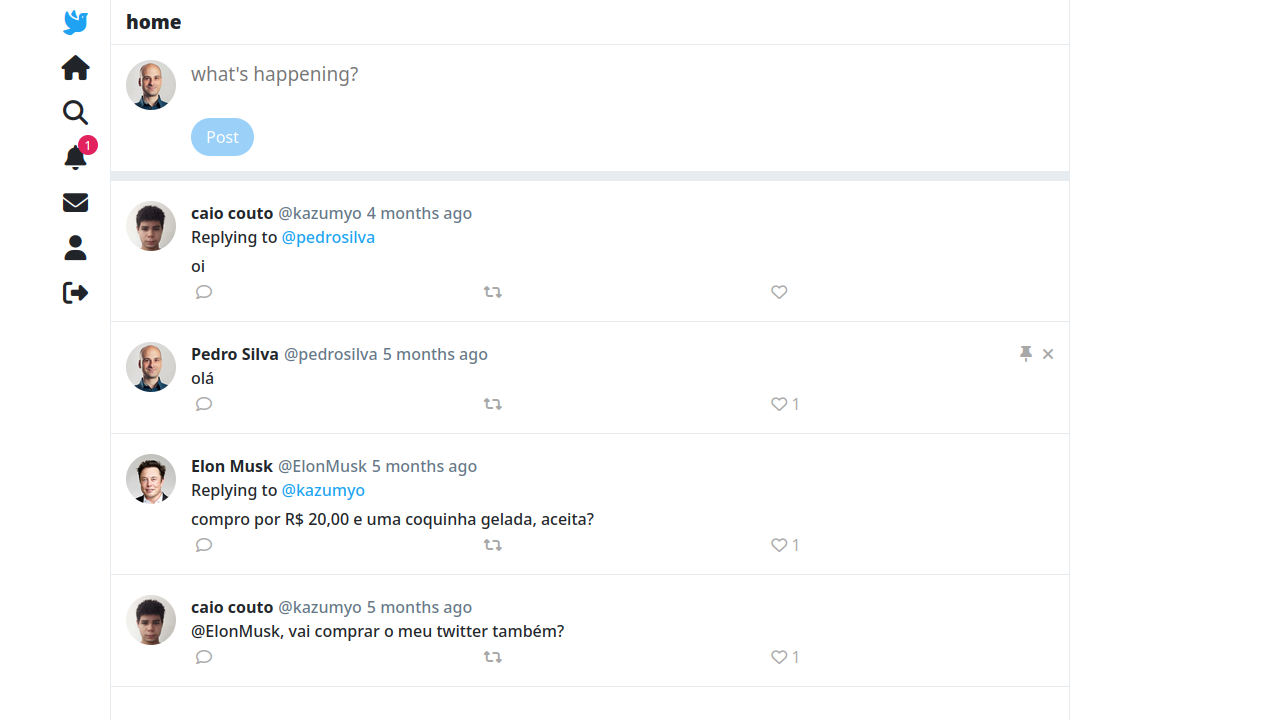 home
what's happening?
Post
1
caio couto @kazumyo 4 months ago
Replying to @pedrosilva
oi
Pedro Silva @pedrosilva 5 months ago
olá
1
Elon Musk @ElonMusk 5 months ago
Replying to @kazumyo
compro por R$ 20,00 e uma coquinha gelada, aceita?
1
caio couto @kazumyo 5 months ago
@ElonMusk, vai comprar o meu twitter também?
1